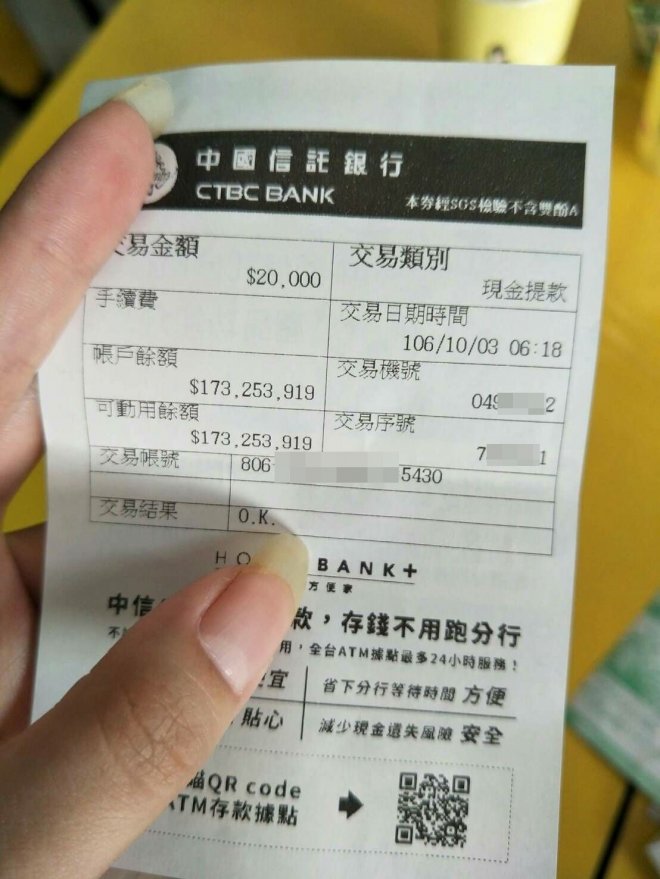 中國信託銀行
CTBC BANK
本券經SGS檢驗不含雙酚A
交易金額
$20,000
交易類別
現金提款
手續費
交易日期時間
106/10/03 06:18
帳戶餘額
$173,253,919
交易機號
049 2
可動用餘額
$173,253,919
交易序號
7 1
交易帳號
806 5430
交易結果
O.K.
HO BANK+
方便家
中信 款，存錢不用跑分行
用，全台ATM據點最多24小時服務！
宜
省下分行等待時間 方便
貼心
減少現金遺失風險 安全
QR code
ATM存款據點